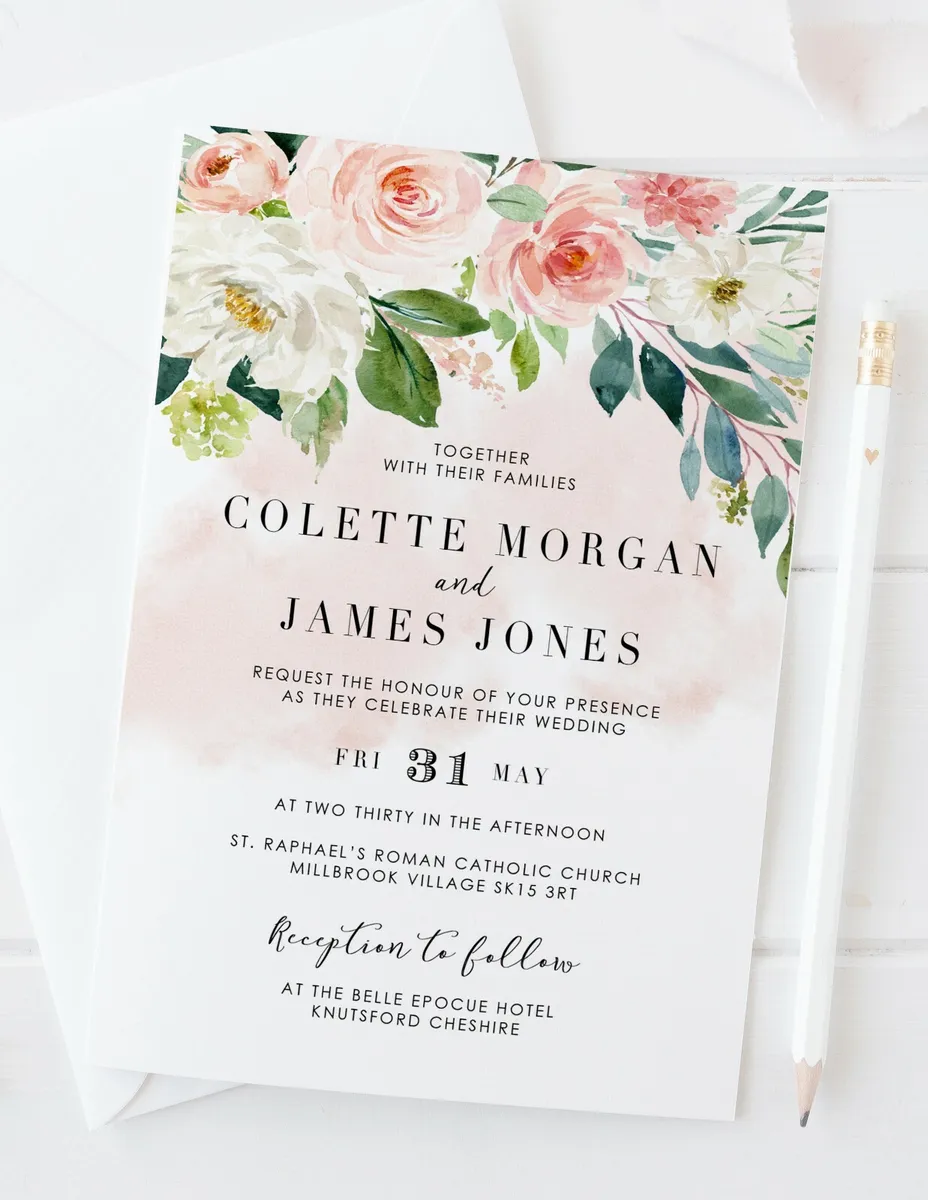 TOGETHER
WITH THEIR FAMILIES
COLETTE MORGAN
and
JAMES JONES
REQUEST THE HONOUR OF YOUR PRESENCE
AS THEY CELEBRATE THEIR WEDDING
FRI 31 MAY
AT TWO THIRTY IN THE AFTERNOON
ST. RAPHAEL'S ROMAN CATHOLIC CHURCH
MILLBROOK VILLAGE SK15 3RT
Reception to follow
AT THE BELLE EPOCUE HOTEL
KNUTSFORD CHESHIRE